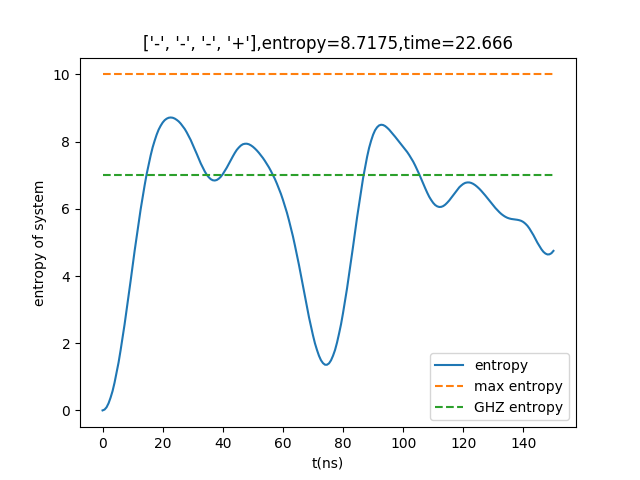 ['-', '-', '-', '+'],entropy=8.7175,time=22.666
10
8
6
4
2
0
entropy of system
0 20 40 60 80 100 120 140
t(ns)
entropy
max entropy
GHZ entropy